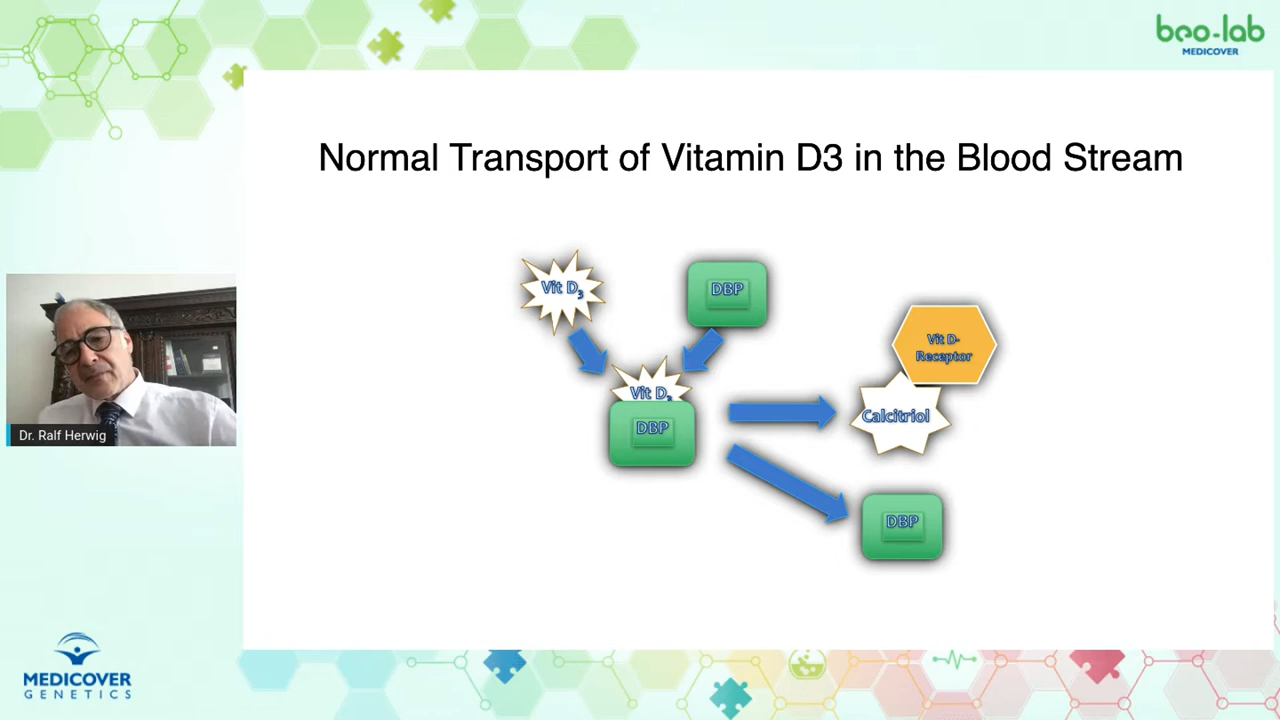 beo-lab
MEDICOVER
Normal Transport of Vitamin D3 in the Blood Stream
Vit D3
DBP
Vit D-
Receptor
Vit D3
Calcitriol
DBP
Dr. Ralf Herwig
DBP
MEDICOVER
GENETICS